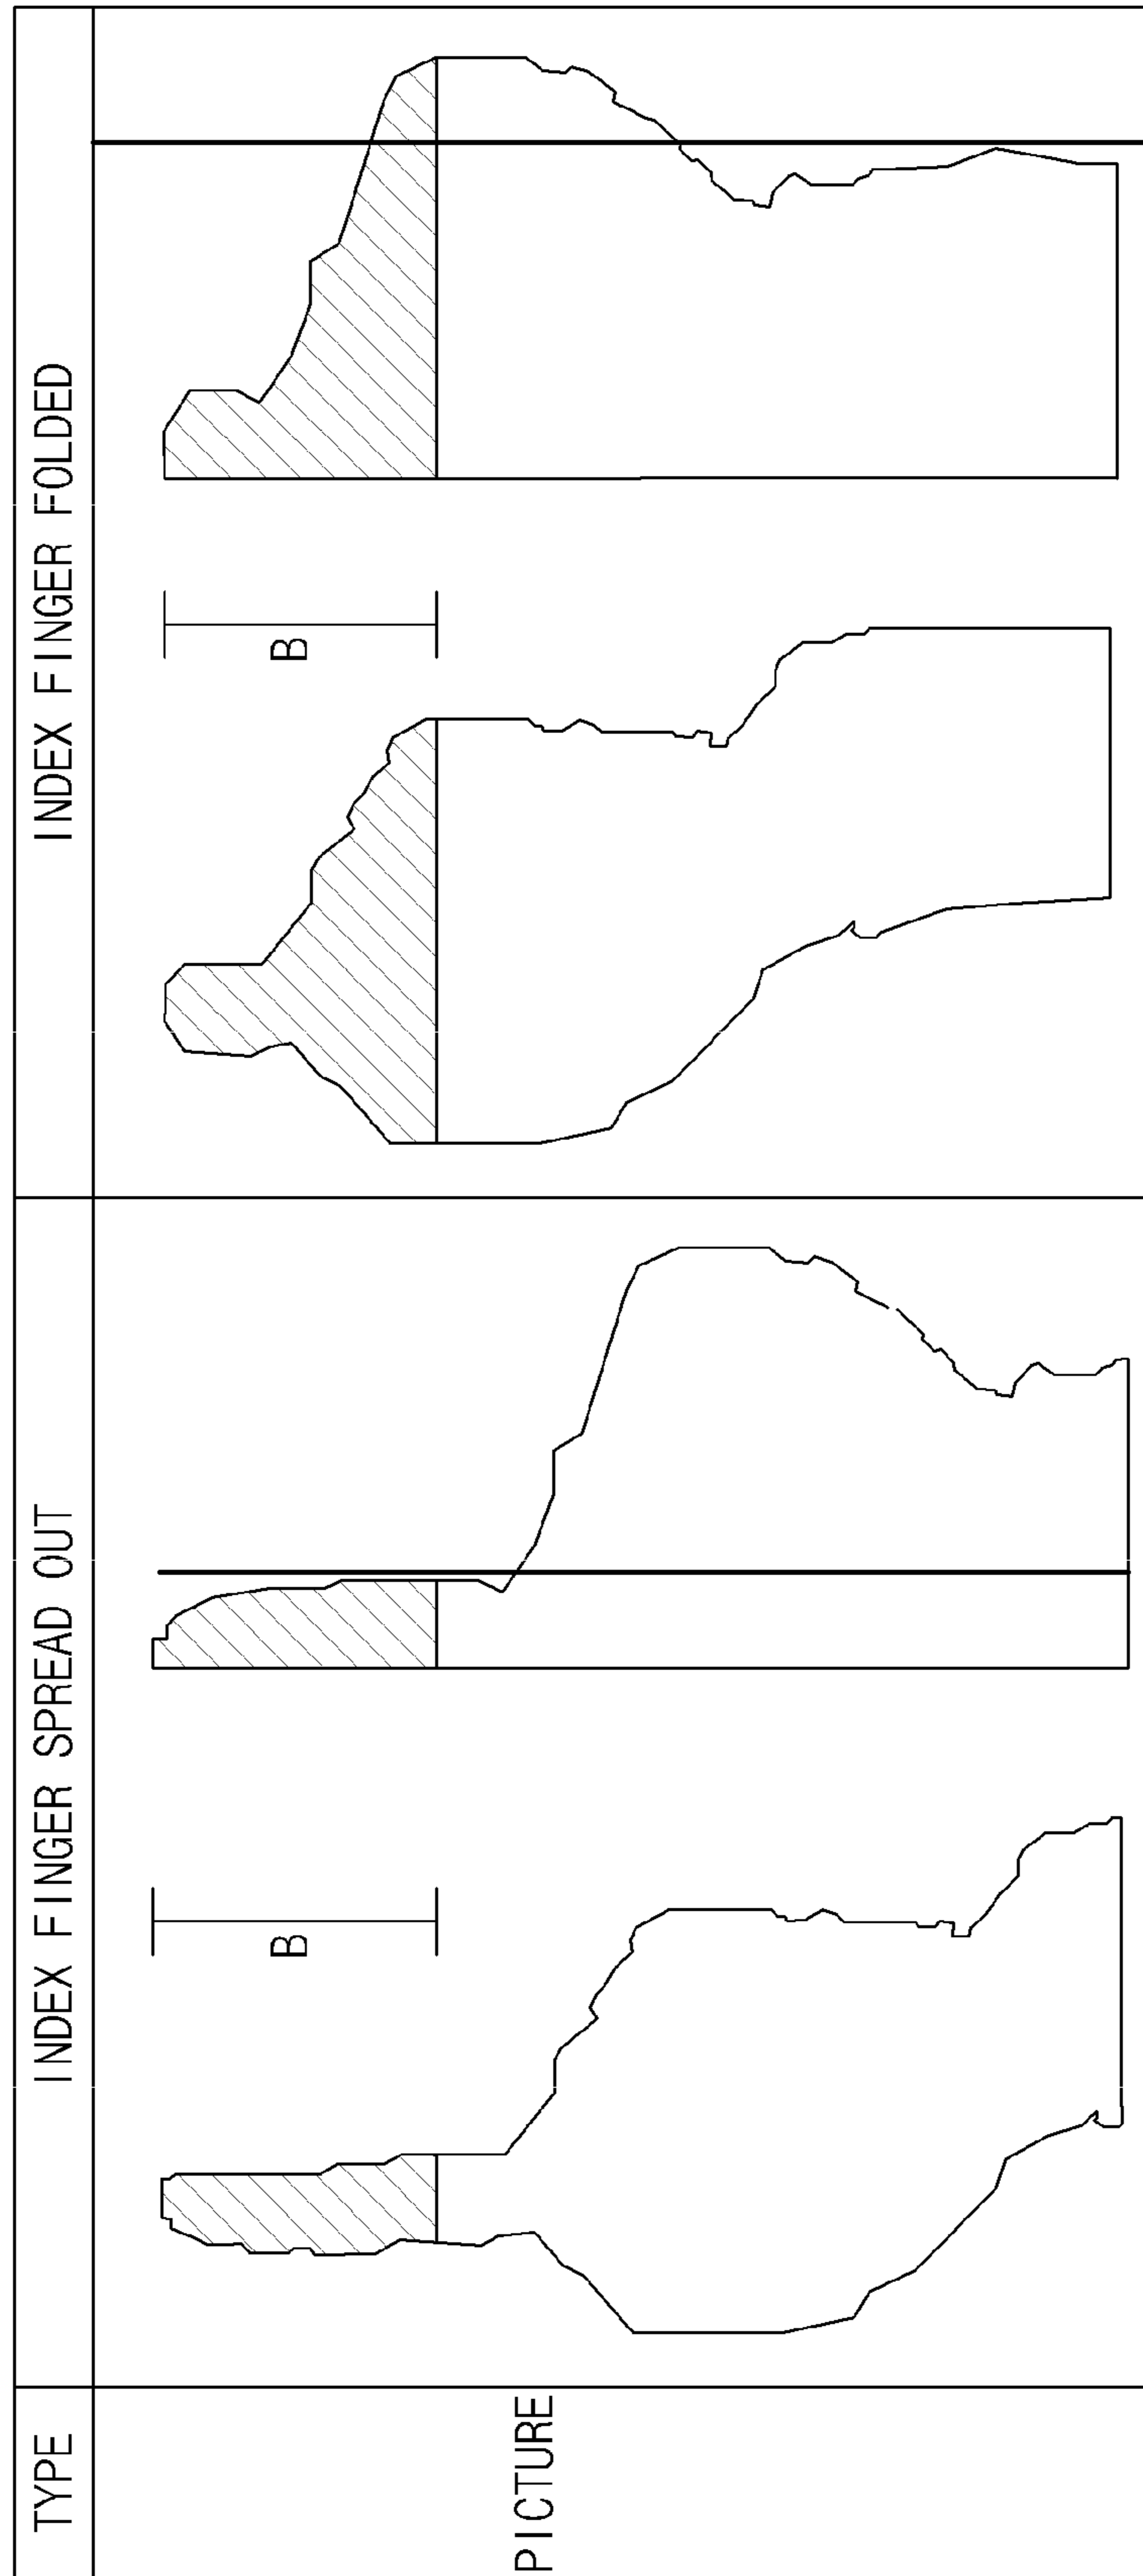 TYPE
INDEX FINGER SPREAD OUT
INDEX FINGER FOLDED
PICTURE
B
B